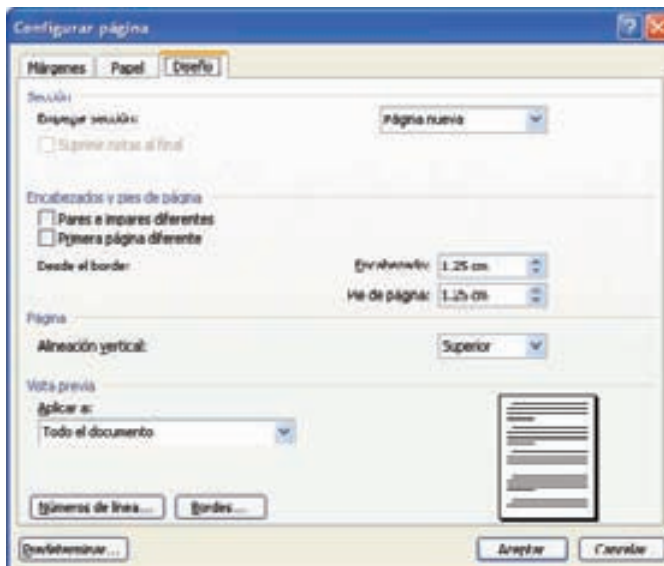 Configurar página
Márgenes Papel Diseño
Sección
Empezar sección: Página nueva
Suprimir notas al final
Encabezados y pies de página
Pares e impares diferentes
Primera página diferente
Desde el borde: Encabezado: 1.25 cm
Pie de página: 1.25 cm
Página
Alineación vertical: Superior
Vista previa
Aplicar a:
Todo el documento
Números de línea... Bordes...
Predeterminar... Aceptar Cancelar